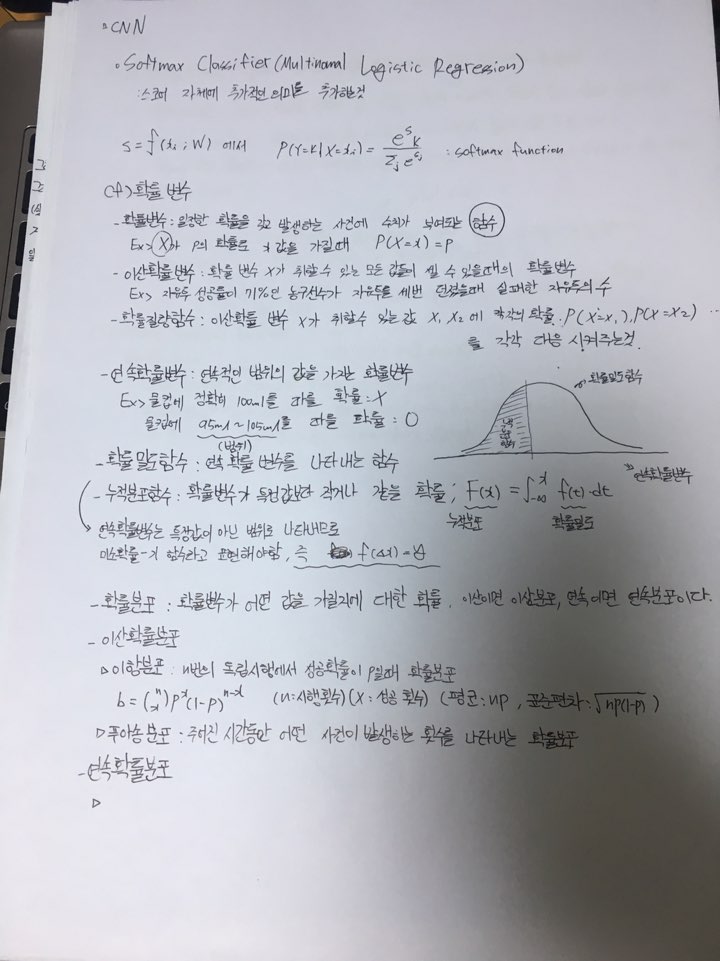 ▫CNN
∘Softmax Classifier(Multinomal Logistic Regression)
:스코어 자체에 추가적인 의미를 추가하는것
s=f(xi;W) 에서 P(Y=k|X=xi)= e^sk / Σj e^sj :softmax function
(cf)확률 변수
-확률변수:일정한 확률을 갖고 발생하는 사건에 수치가 부여되는 함수
Ex> X가 P의 확률로 x 값을 가질때 P(X=x)=p
-이산확률변수:확률 변수 X가 취할 수 있는 모든 값들이 셀 수 있을때의 확률변수
Ex> 자유투 성공률이 71%인 농구선수가 자유투를 세번 던졌을때 실패한 자유투의 수
-확률질량함수:이산확률 변수 X가 취할수 있는 값 X1, X2 에 각각의 확률 P(X=x1),P(X=X2) ...
를 각각 대응 시켜주는것.
-연속확률변수:연속적인 범위의 값을 가지는 확률변수
Ex>물컵에 정확히 100ml를 따를 확률:X
물컵에 95ml~105ml를 따를 확률:O
(범위)
확률밀도함수
누적
-확률 밀도함수:연속 확률 변수를 나타내는 함수
연속확률변수
-누적분포함수:확률변수가 특정값보다 작거나 같을 확률; F(x)=∫-∞^x f(t)·dt
누적분포 확률밀도
연속확률변수는 특정값이 아닌 범위로 나타내므로
함수라고 표현해야함, 즉 f(Δx)=
-확률분포:확률변수가 어떤 값을 가질지에 대한 확률. 이산이면 이상분포,연속이면 연속분포이다.
-이산확률분포
▷이항분포:n번의 독립시행에서 성공확률이 P일때 확률분포
b=(n x)P^x(1-P)^n-x (n:시행횟수)(X:성공 횟수) (평균:np, 표준편차:√np(1-p))
▷푸아송 분포:주어진 시간동안 어떤 사건이 발생하는 횟수를 나타내는 확률분포
-연속확률분포
▷